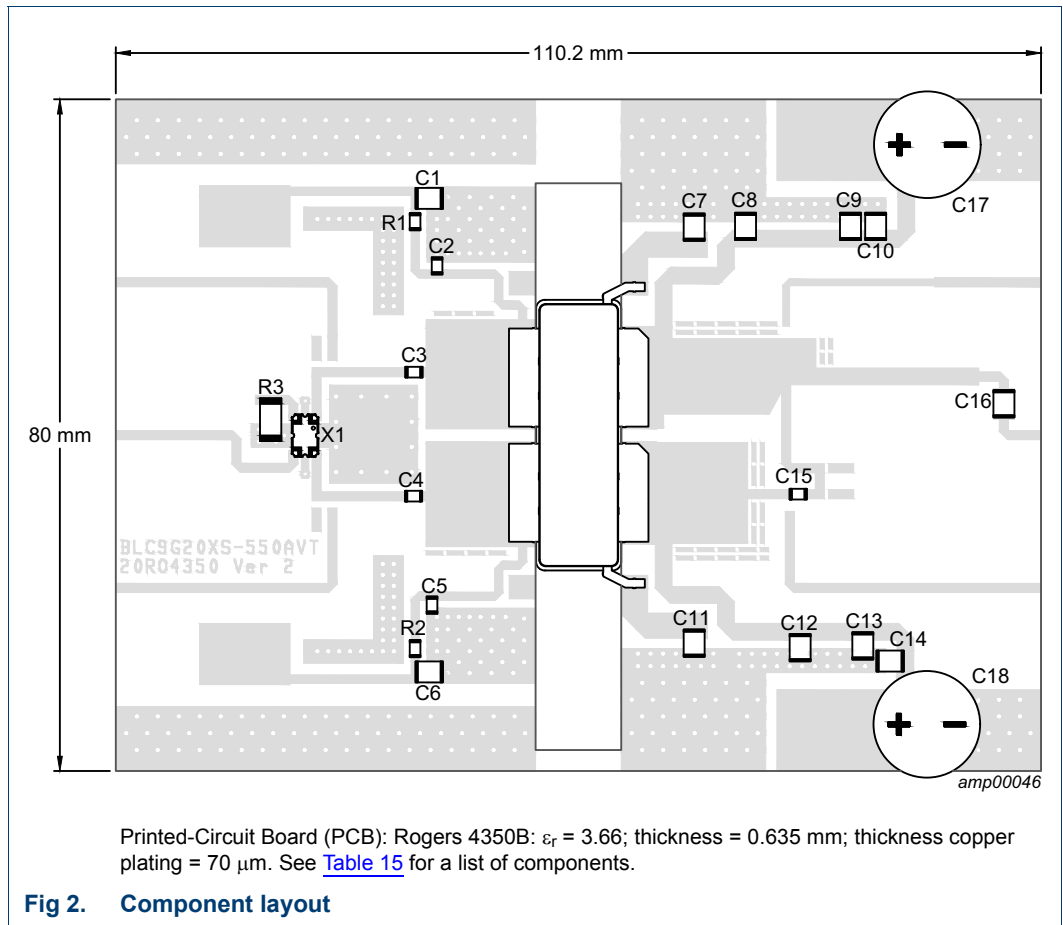 110.2 mm
80 mm
C1
R1
C2
C3
R3
X1
C4
BLC9G20XS-550AVT
20RO4350 Ver 2
C5
R2
C6
C7
C8
C9
C10
+ −
C17
C16
C15
C11
C12
C13
C14
C18
+ −
amp00046
Printed-Circuit Board (PCB): Rogers 4350B: εr = 3.66; thickness = 0.635 mm; thickness copper
plating = 70 μm. See Table 15 for a list of components.
Fig 2. Component layout